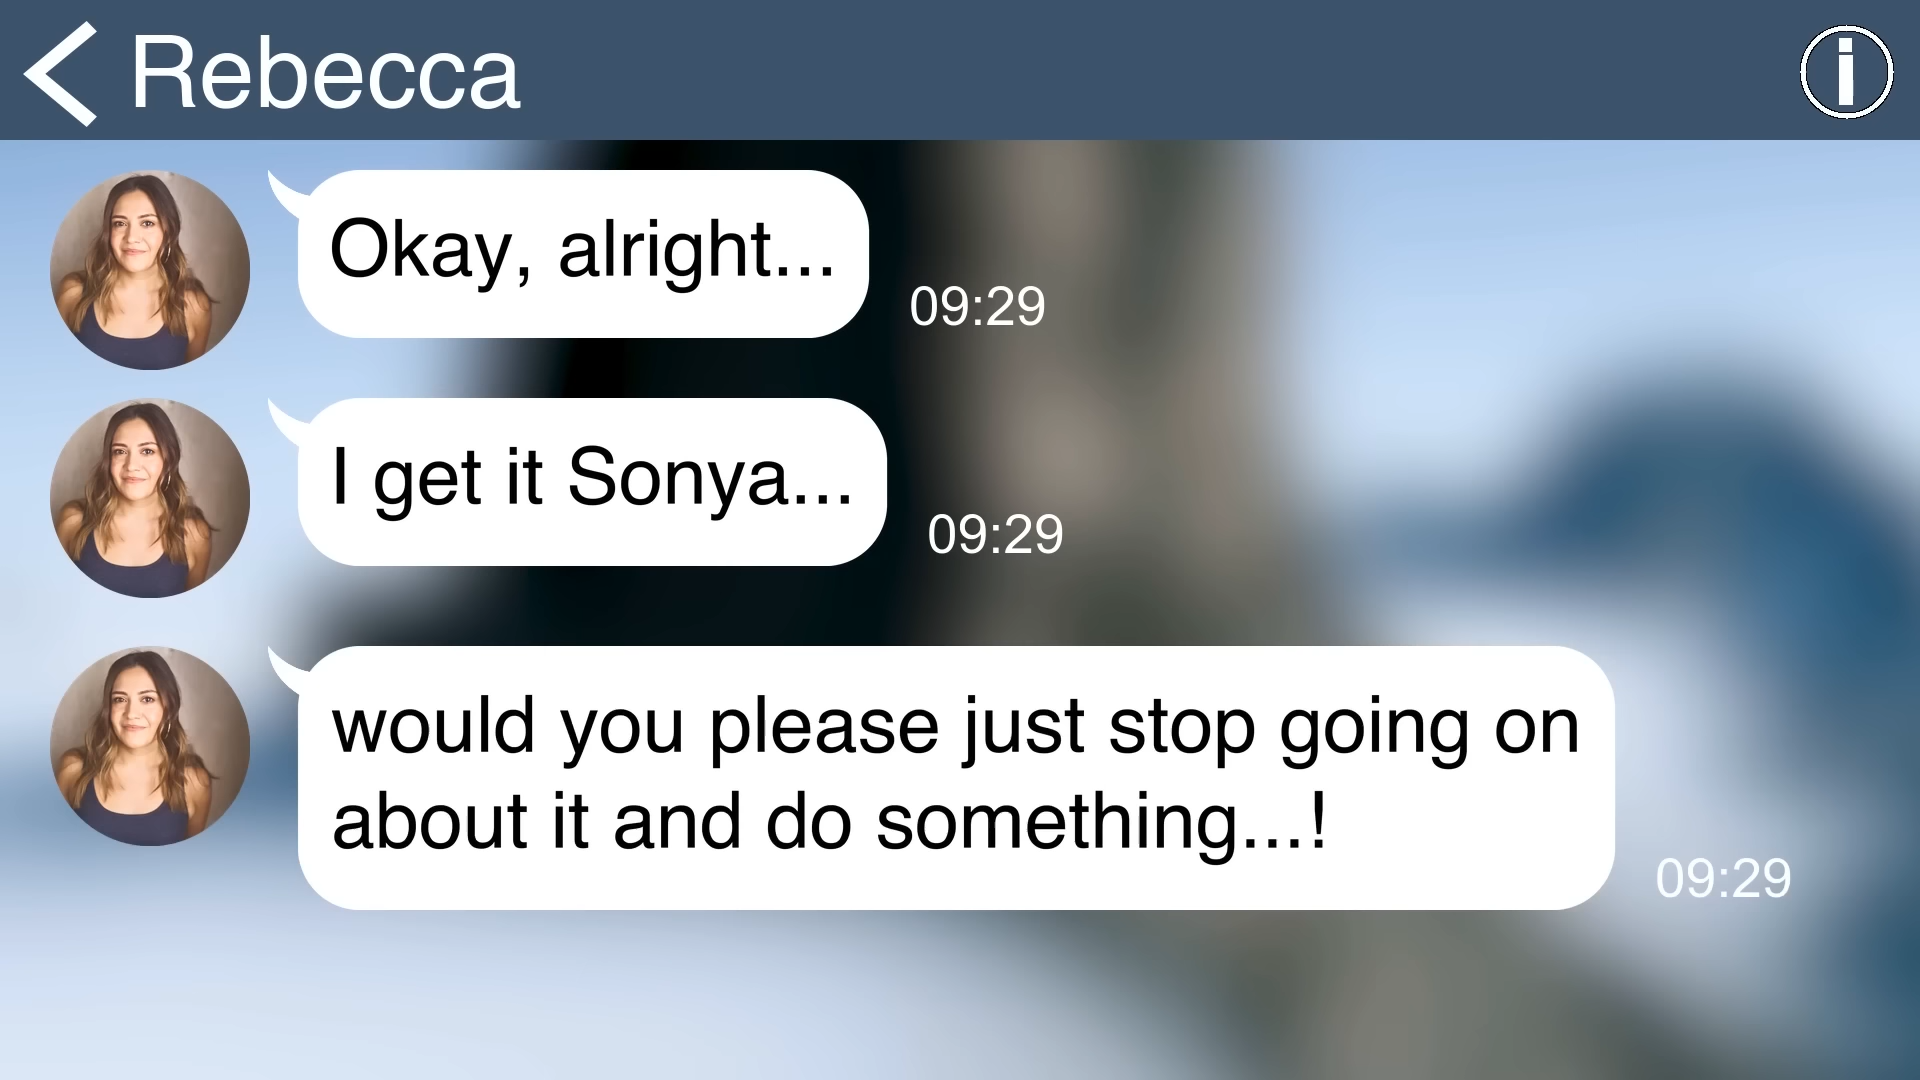 Rebecca
Okay, alright...
09:29
I get it Sonya...
09:29
would you please just stop going on
about it and do something...!
09:29